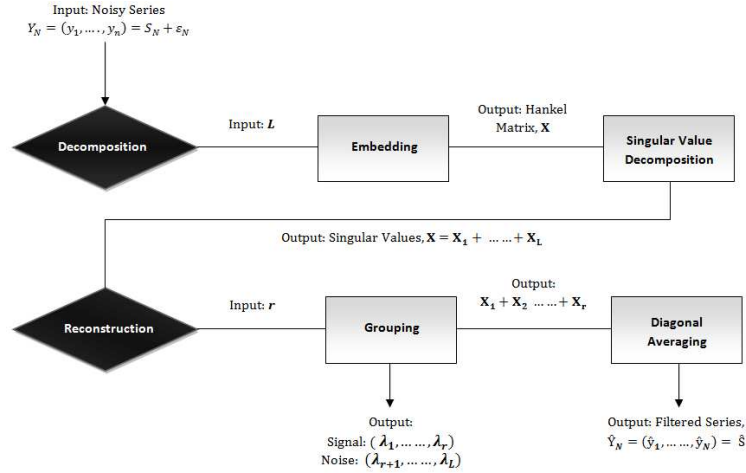 Input: Noisy Series
Y_N = (y_1, …., y_n) = S_N + ε_N
Decomposition
Input: L
Embedding
Output: Hankel
Matrix, X
Singular Value
Decomposition
Output: Singular Values, X = X_1 + … … + X_L
Reconstruction
Input: r
Grouping
Output:
X_1 + X_2 … … + X_r
Diagonal
Averaging
Output:
Signal: (λ_1, … …, λ_r)
Noise: (λ_{r+1}, … …, λ_L)
Output: Filtered Series,
Ŷ_N = (ŷ_1, … …, ŷ_N) = Ŝ